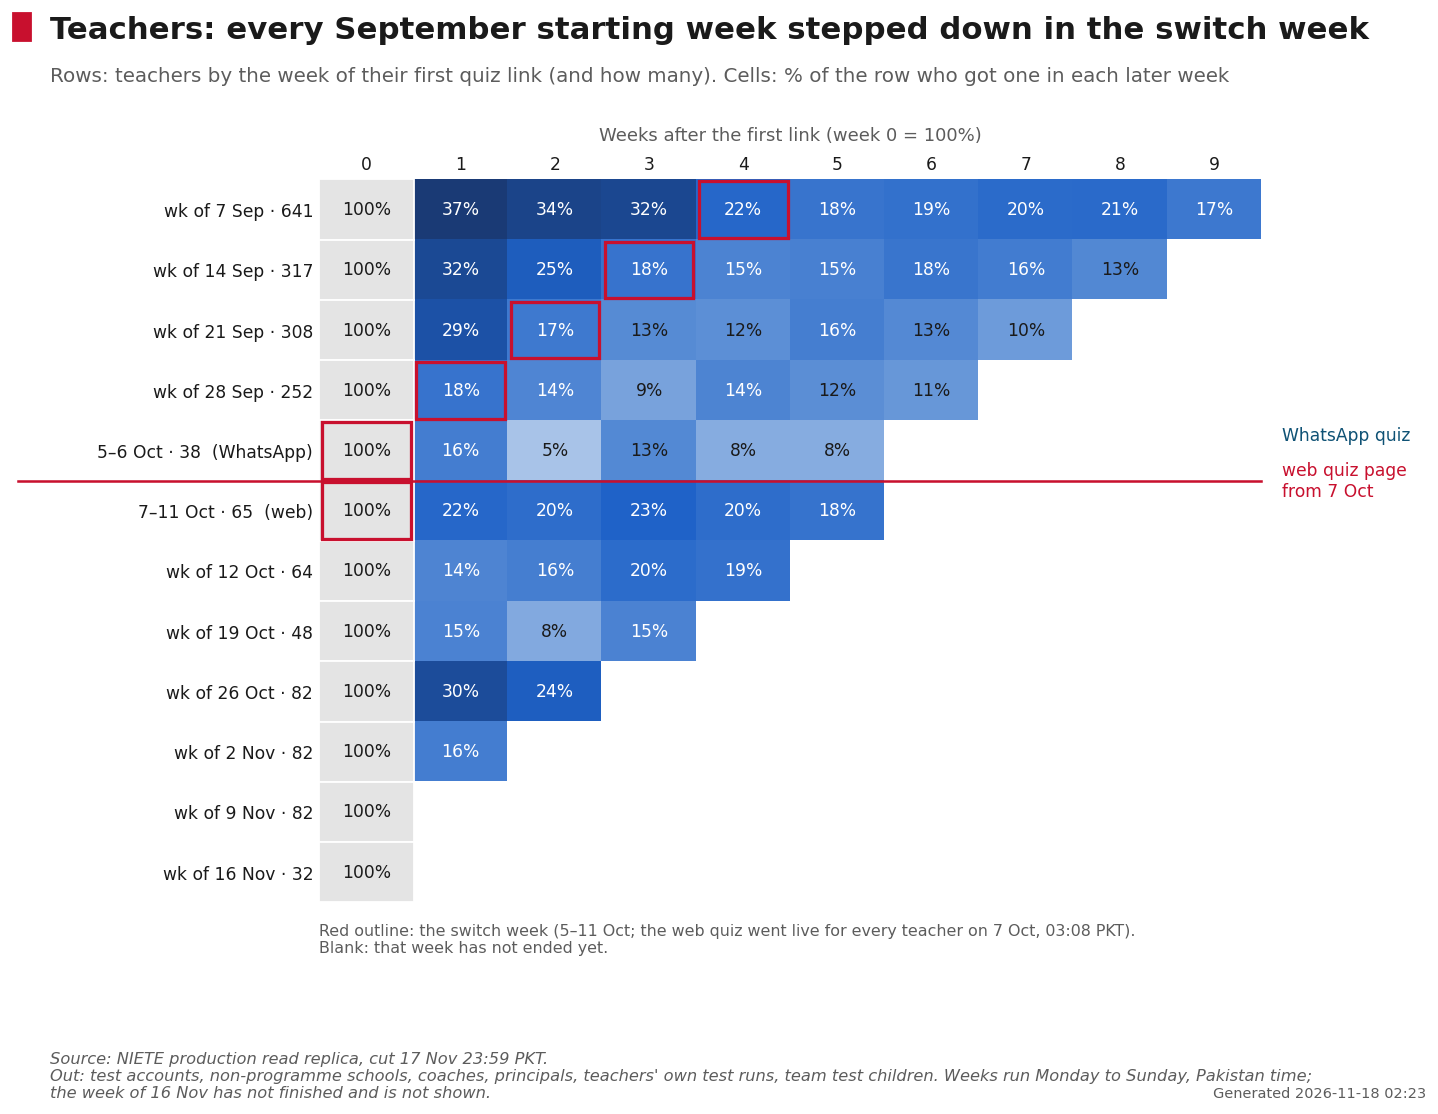 Teachers: every September starting week stepped down in the switch week
Rows: teachers by the week of their first quiz link (and how many). Cells: % of the row who got one in each later week
Weeks after the first link (week 0 = 100%)
0 1 2 3 4 5 6 7 8 9
wk of 7 Sep · 641 100% 37% 34% 32% 22% 18% 19% 20% 21% 17%
wk of 14 Sep · 317 100% 32% 25% 18% 15% 15% 18% 16% 13%
wk of 21 Sep · 308 100% 29% 17% 13% 12% 16% 13% 10%
wk of 28 Sep · 252 100% 18% 14% 9% 14% 12% 11%
5–6 Oct · 38 (WhatsApp) 100% 16% 5% 13% 8% 8%
WhatsApp quiz
web quiz page
from 7 Oct
7–11 Oct · 65 (web) 100% 22% 20% 23% 20% 18%
wk of 12 Oct · 64 100% 14% 16% 20% 19%
wk of 19 Oct · 48 100% 15% 8% 15%
wk of 26 Oct · 82 100% 30% 24%
wk of 2 Nov · 82 100% 16%
wk of 9 Nov · 82 100%
wk of 16 Nov · 32 100%
Red outline: the switch week (5–11 Oct; the web quiz went live for every teacher on 7 Oct, 03:08 PKT).
Blank: that week has not ended yet.
Source: NIETE production read replica, cut 17 Nov 23:59 PKT.
Out: test accounts, non-programme schools, coaches, principals, teachers' own test runs, team test children. Weeks run Monday to Sunday, Pakistan time;
the week of 16 Nov has not finished and is not shown.
Generated 2026-11-18 02:23